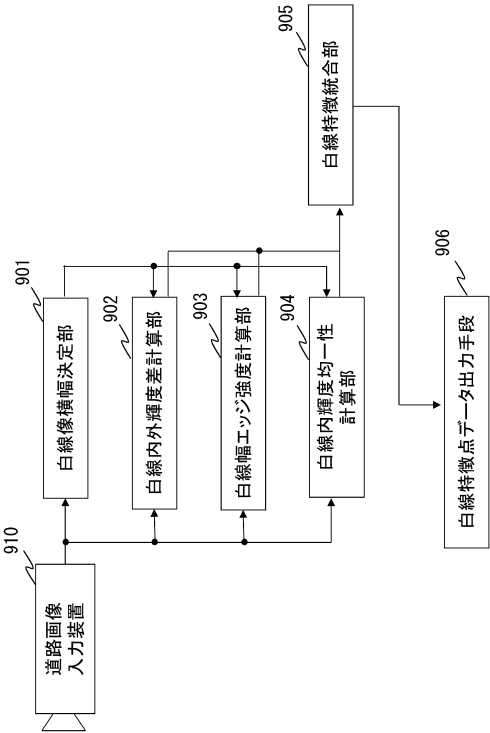 910
道路画像
入力装置
901
白線像横幅決定部
902
白線内外輝度差計算部
903
白線幅エッジ強度計算部
904
白線内輝度均一性
計算部
905
白線特徴統合部
906
白線特徴点データ出力手段